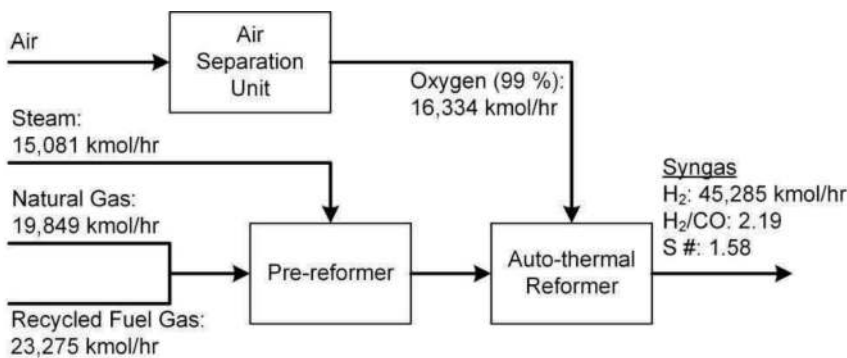 Air
Air
Separation
Unit
Oxygen (99 %):
16,334 kmol/hr
Steam:
15,081 kmol/hr
Natural Gas:
19,849 kmol/hr
Pre-reformer
Auto-thermal
Reformer
Syngas
H₂: 45,285 kmol/hr
H₂/CO: 2.19
S #: 1.58
Recycled Fuel Gas:
23,275 kmol/hr